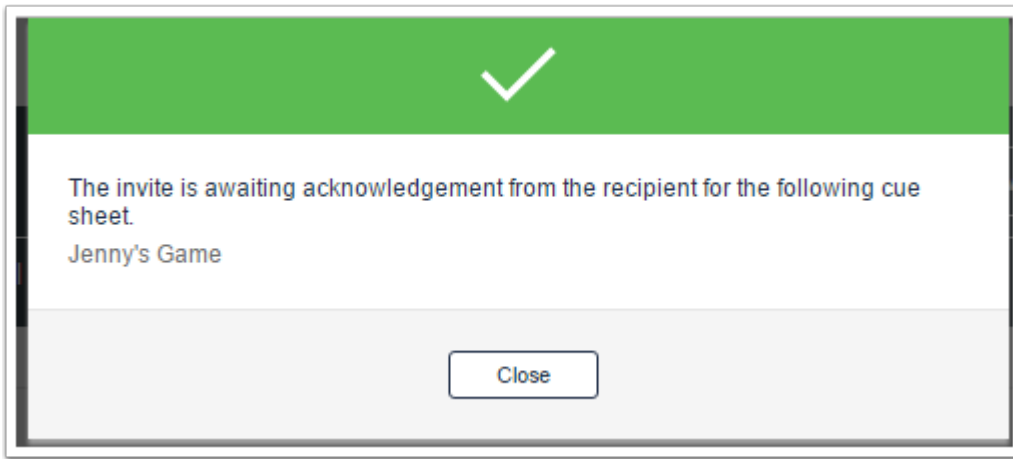 The invite is awaiting acknowledgement from the recipient for the following cue
sheet.
Jenny's Game
Close